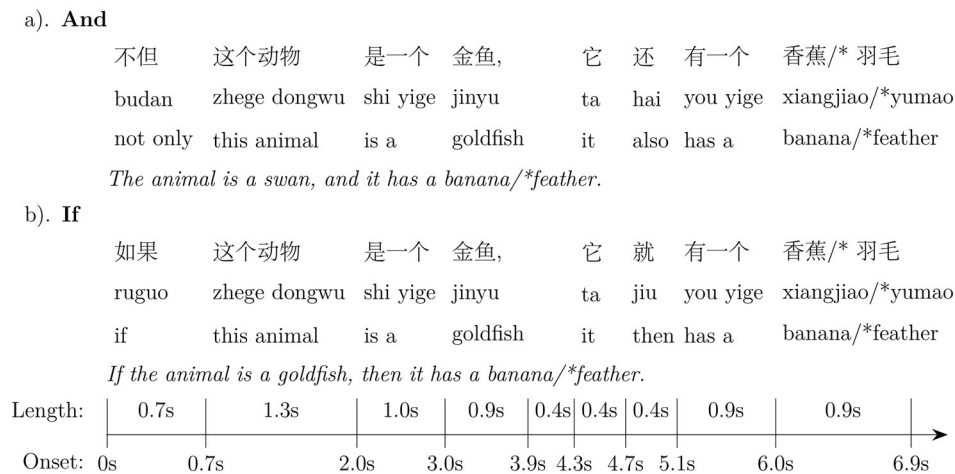 a). And
不但 这个动物 是一个 金鱼, 它 还 有一个 香蕉/* 羽毛
budan zhege dongwu shi yige jinyu ta hai you yige xiangjiao/*yumao
not only this animal is a goldfish it also has a banana/*feather
The animal is a swan, and it has a banana/*feather.
b). If
如果 这个动物 是一个 金鱼, 它 就 有一个 香蕉/* 羽毛
ruguo zhege dongwu shi yige jinyu ta jiu you yige xiangjiao/*yumao
if this animal is a goldfish it then has a banana/*feather
If the animal is a goldfish, then it has a banana/*feather.
Length: 0.7s 1.3s 1.0s 0.9s 0.4s 0.4s 0.4s 0.9s 0.9s
Onset: 0s 0.7s 2.0s 3.0s 3.9s 4.3s 4.7s 5.1s 6.0s 6.9s